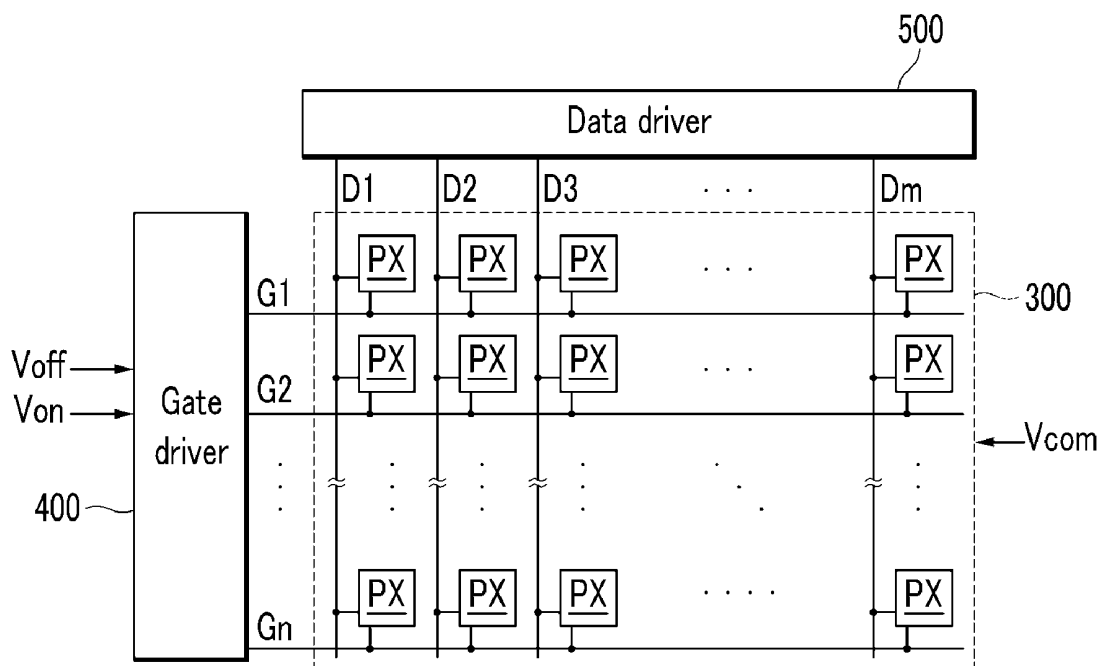 500
Data driver
D1 D2 D3 . . . Dm
PX PX PX . . . PX
G1
300
PX PX PX . . . PX
Voff
G2
Von
Gate
driver
Vcom
400
PX PX PX . . . . PX
Gn